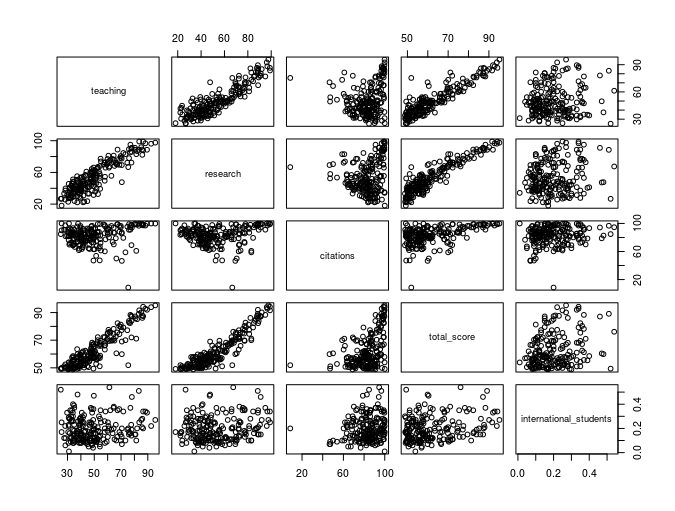 20 40 60 80
50 70 90
teaching
30 60 90
20 60 100
research
citations
20 60 100
50 70 90
total_score
international_students
0.0 0.2 0.4
30 50 70 90
20 60 100
0.0 0.2 0.4